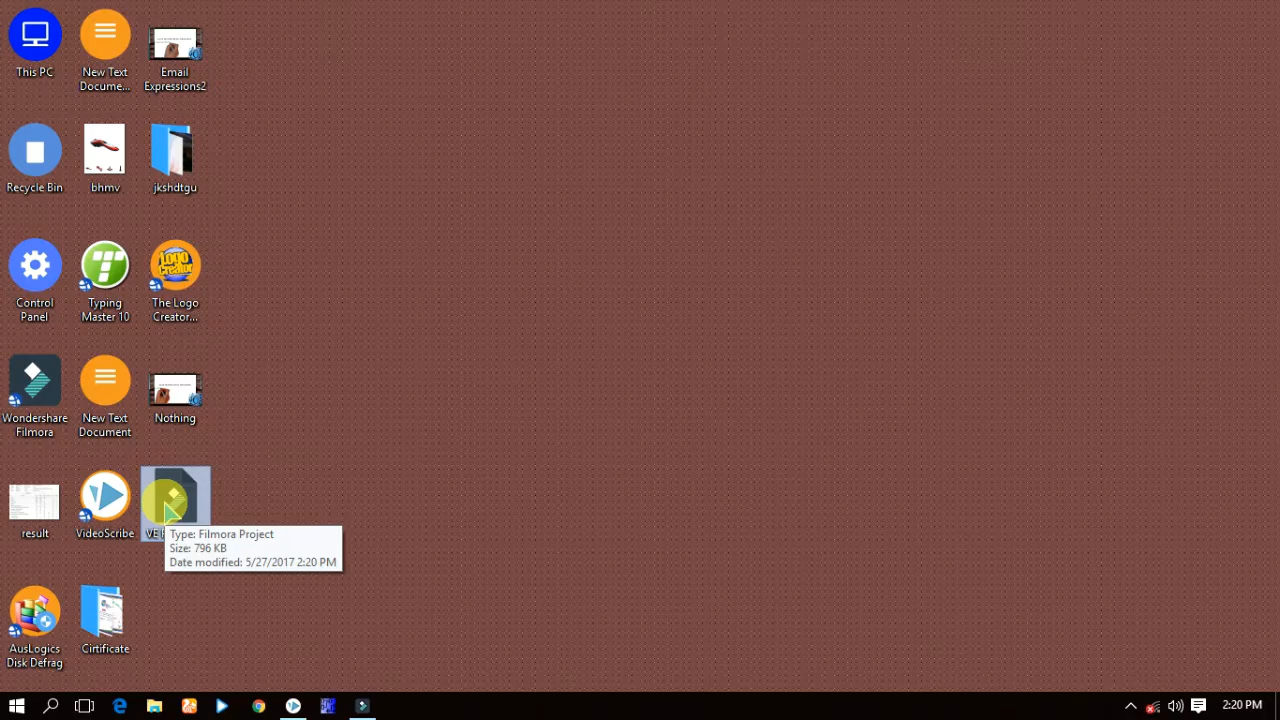 This PC
New Text
Docume...
Email
Expressions2
Recycle Bin
bhmv
jkshdtgu
Control
Panel
Typing
Master 10
The Logo
Creator...
Wondershare
Filmora
New Text
Document
Nothing
result
VideoScribe
VE
Type: Filmora Project
Size: 796 KB
Date modified: 5/27/2017 2:20 PM
AusLogics
Disk Defrag
Cirtificate
2:20 PM